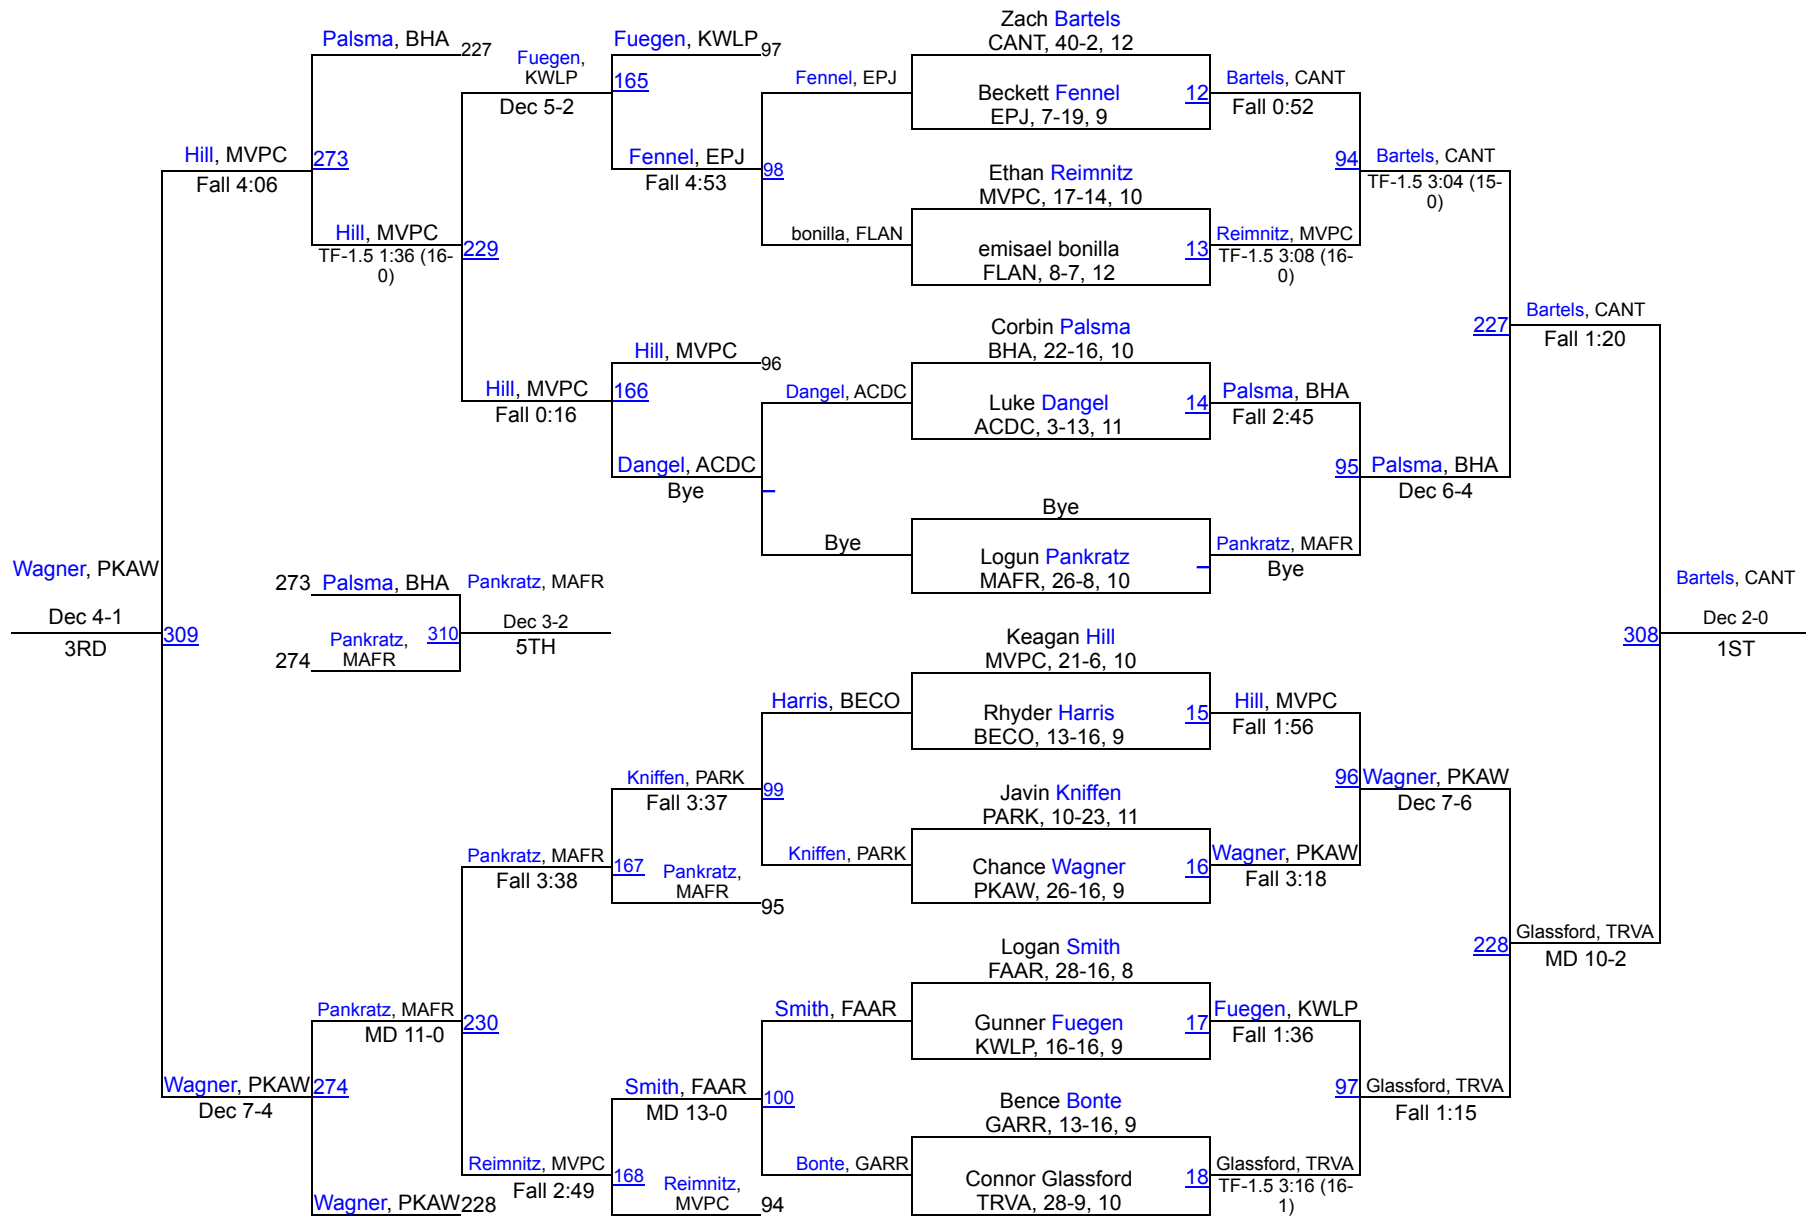 Zach Bartels
CANT, 40-2, 12
Palsma, BHA
227
Fuegen,
KWLP
Dec 5-2
Fuegen, KWLP
97
165
Fennel, EPJ
Beckett Fennel
EPJ, 7-19, 9
12
Bartels, CANT
Fall 0:52
Hill, MVPC
Fall 4:06
273
Fennel, EPJ
Fall 4:53
98
Ethan Reimnitz
MVPC, 17-14, 10
94
Bartels, CANT
TF-1.5 3:04 (15-
0)
Hill, MVPC
TF-1.5 1:36 (16-
0)
229
bonilla, FLAN
emisael bonilla
FLAN, 8-7, 12
13
Reimnitz, MVPC
TF-1.5 3:08 (16-
0)
Corbin Palsma
BHA, 22-16, 10
227
Bartels, CANT
Fall 1:20
Hill, MVPC
96
Hill, MVPC
Fall 0:16
166
Dangel, ACDC
Luke Dangel
ACDC, 3-13, 11
14
Palsma, BHA
Fall 2:45
Dangel, ACDC
Bye
_
95
Palsma, BHA
Dec 6-4
Bye
Bye
Logun Pankratz
MAFR, 26-8, 10
_
Pankratz, MAFR
Bye
Wagner, PKAW
Dec 4-1
3RD
309
273
Palsma, BHA
Pankratz, MAFR
Dec 3-2
5TH
310
274
Pankratz,
MAFR
Bartels, CANT
Dec 2-0
1ST
308
Keagan Hill
MVPC, 21-6, 10
Harris, BECO
Rhyder Harris
BECO, 13-16, 9
15
Hill, MVPC
Fall 1:56
Kniffen, PARK
Fall 3:37
99
Javin Kniffen
PARK, 10-23, 11
96
Wagner, PKAW
Dec 7-6
Pankratz, MAFR
Fall 3:38
167
Pankratz,
MAFR
95
Kniffen, PARK
Chance Wagner
PKAW, 26-16, 9
16
Wagner, PKAW
Fall 3:18
Logan Smith
FAAR, 28-16, 8
228
Glassford, TRVA
MD 10-2
Pankratz, MAFR
MD 11-0
230
Smith, FAAR
Gunner Fuegen
KWLP, 16-16, 9
17
Fuegen, KWLP
Fall 1:36
Wagner, PKAW
Dec 7-4
274
Smith, FAAR
MD 13-0
100
Bence Bonte
GARR, 13-16, 9
97
Glassford, TRVA
Fall 1:15
Reimnitz, MVPC
Fall 2:49
168
Bonte, GARR
Connor Glassford
TRVA, 28-9, 10
18
Glassford, TRVA
TF-1.5 3:16 (16-
1)
Wagner, PKAW
228
Reimnitz,
MVPC
94